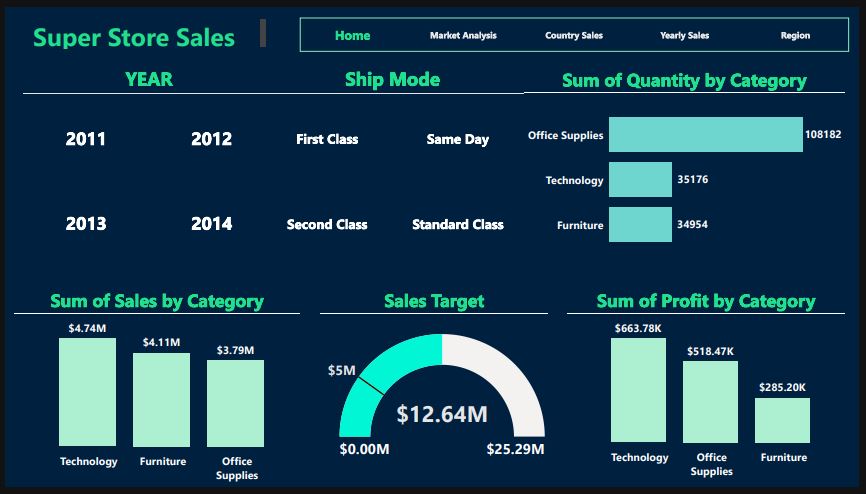 Super Store Sales
Home
Market Analysis
Country Sales
Yearly Sales
Region
YEAR
2011
2012
2013
2014
Ship Mode
First Class
Same Day
Second Class
Standard Class
Sum of Quantity by Category
Office Supplies
108182
Technology
35176
Furniture
34954
Sum of Sales by Category
$4.74M
$4.11M
$3.79M
Technology
Furniture
Office
Supplies
Sales Target
$5M
$12.64M
$0.00M
$25.29M
Sum of Profit by Category
$663.78K
$518.47K
$285.20K
Technology
Office
Supplies
Furniture